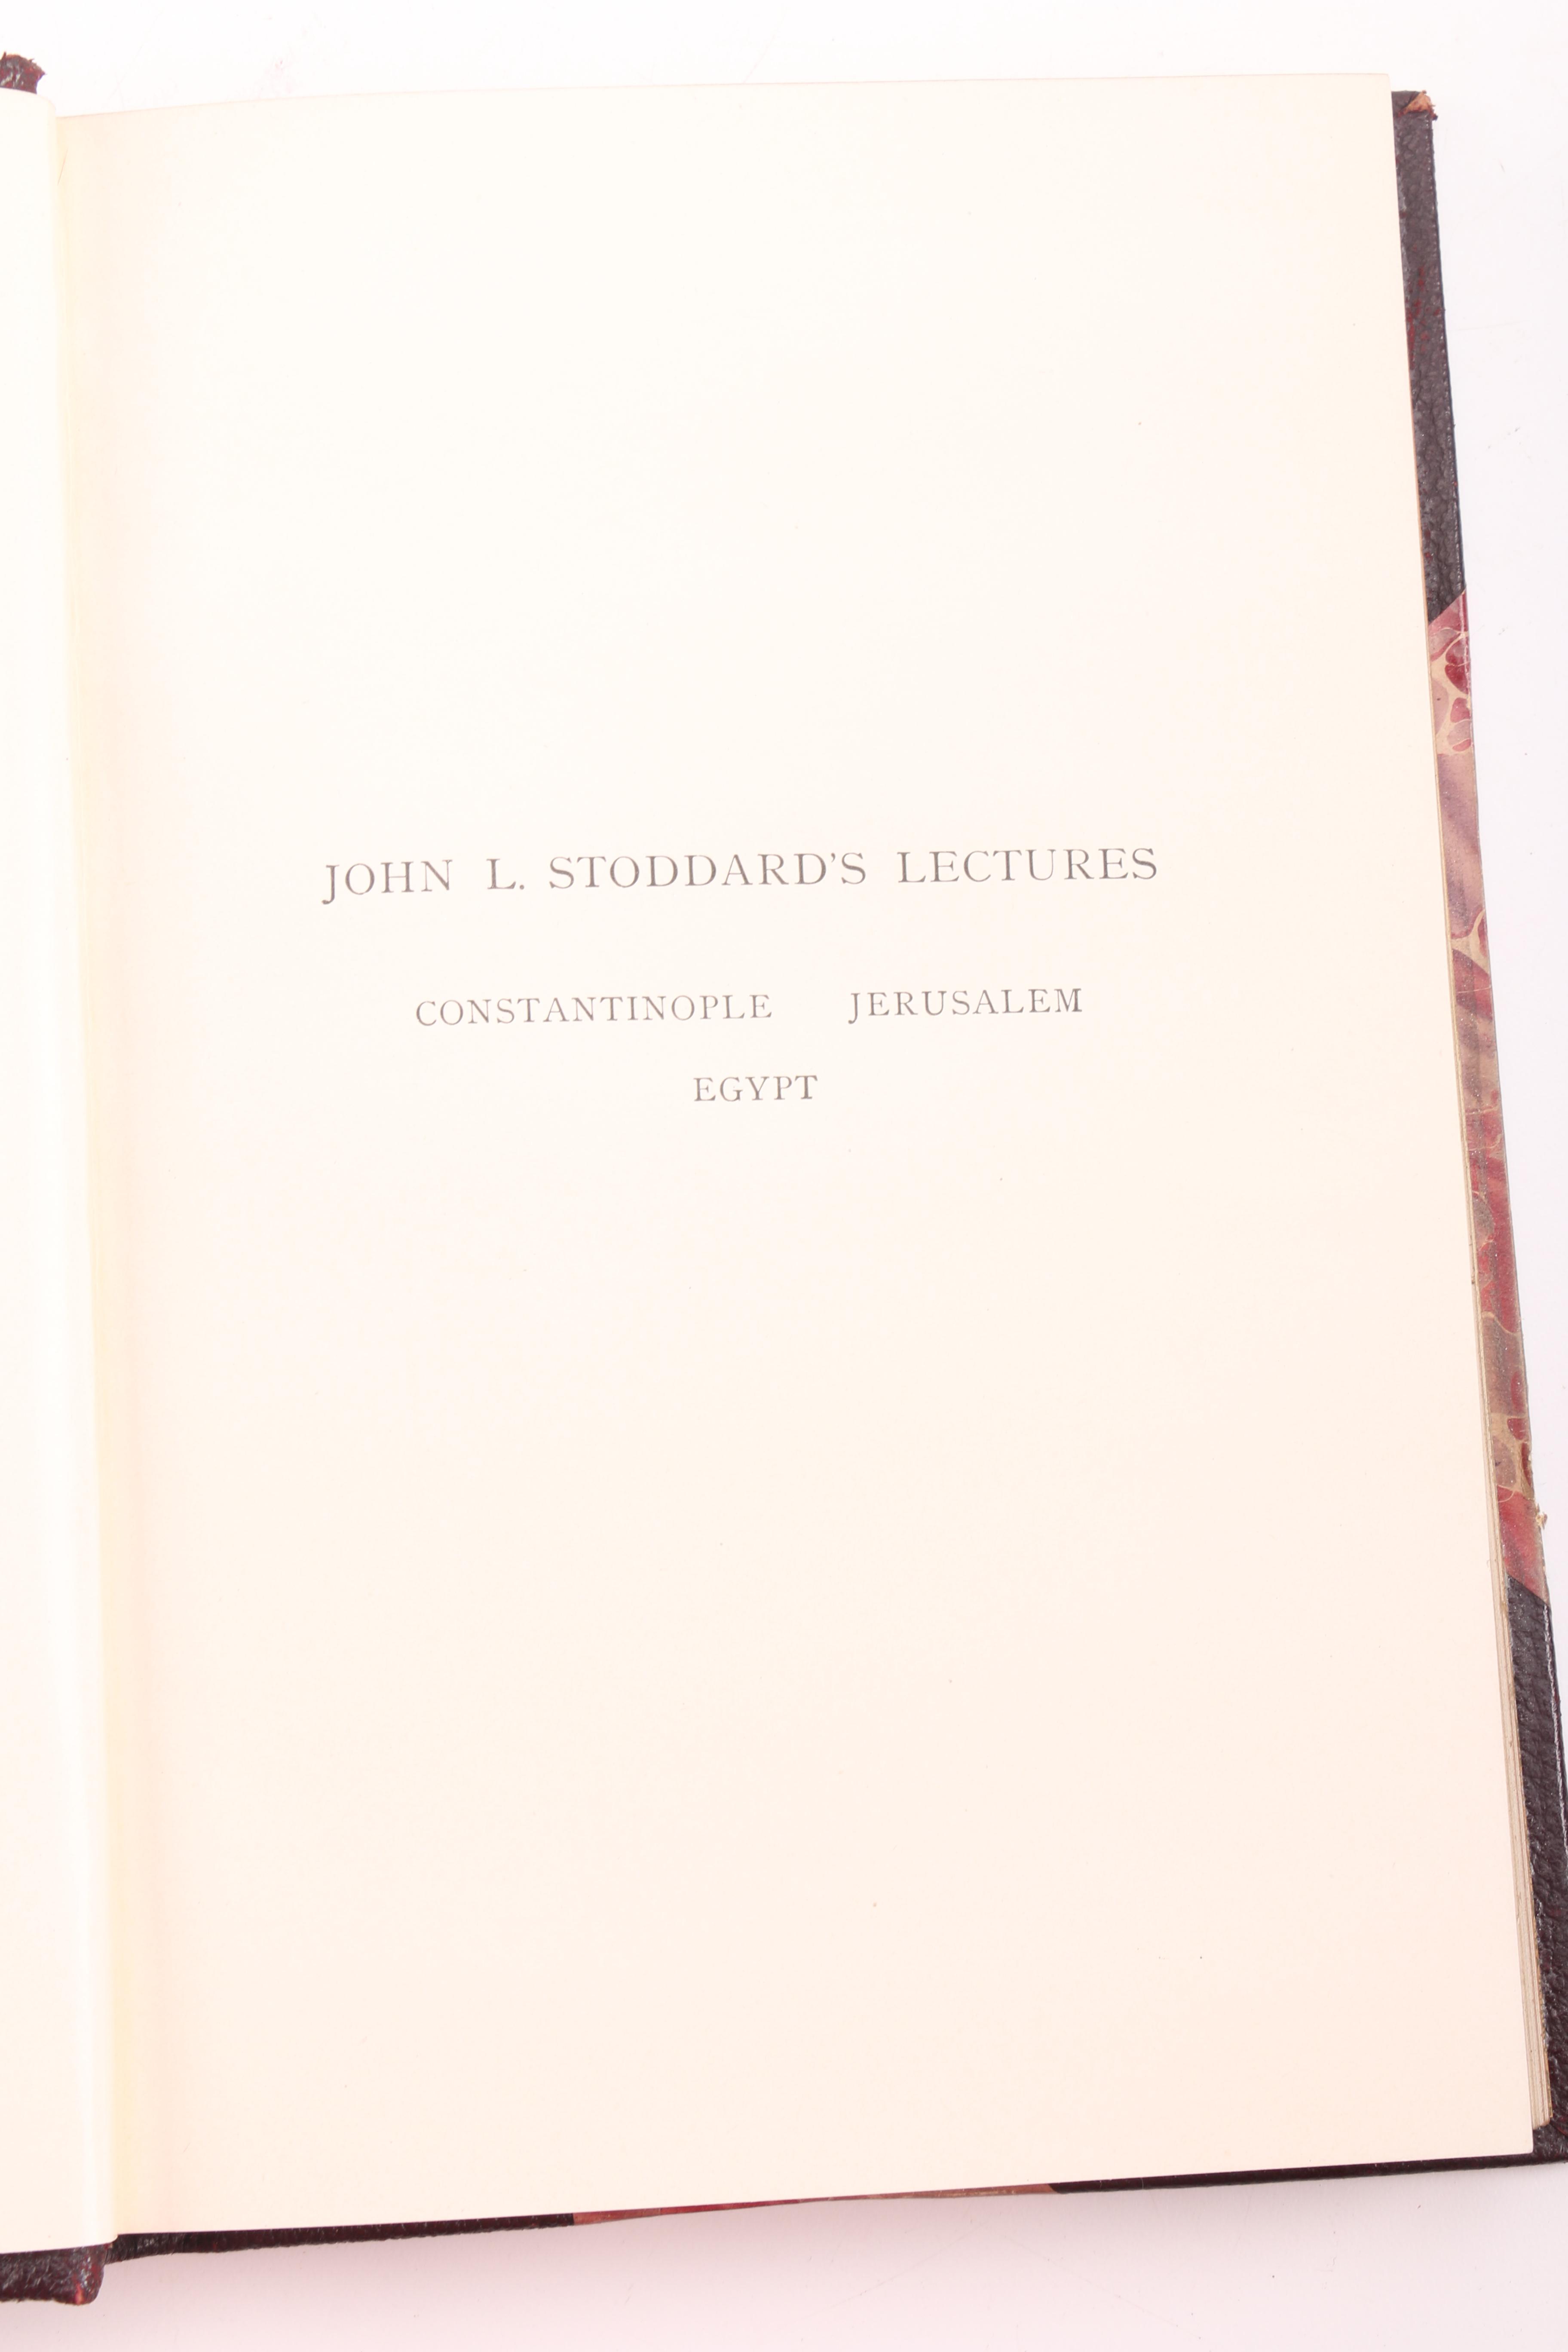 JOHN L. STODDARD'S LECTURES
CONSTANTINOPLE JERUSALEM
EGYPT